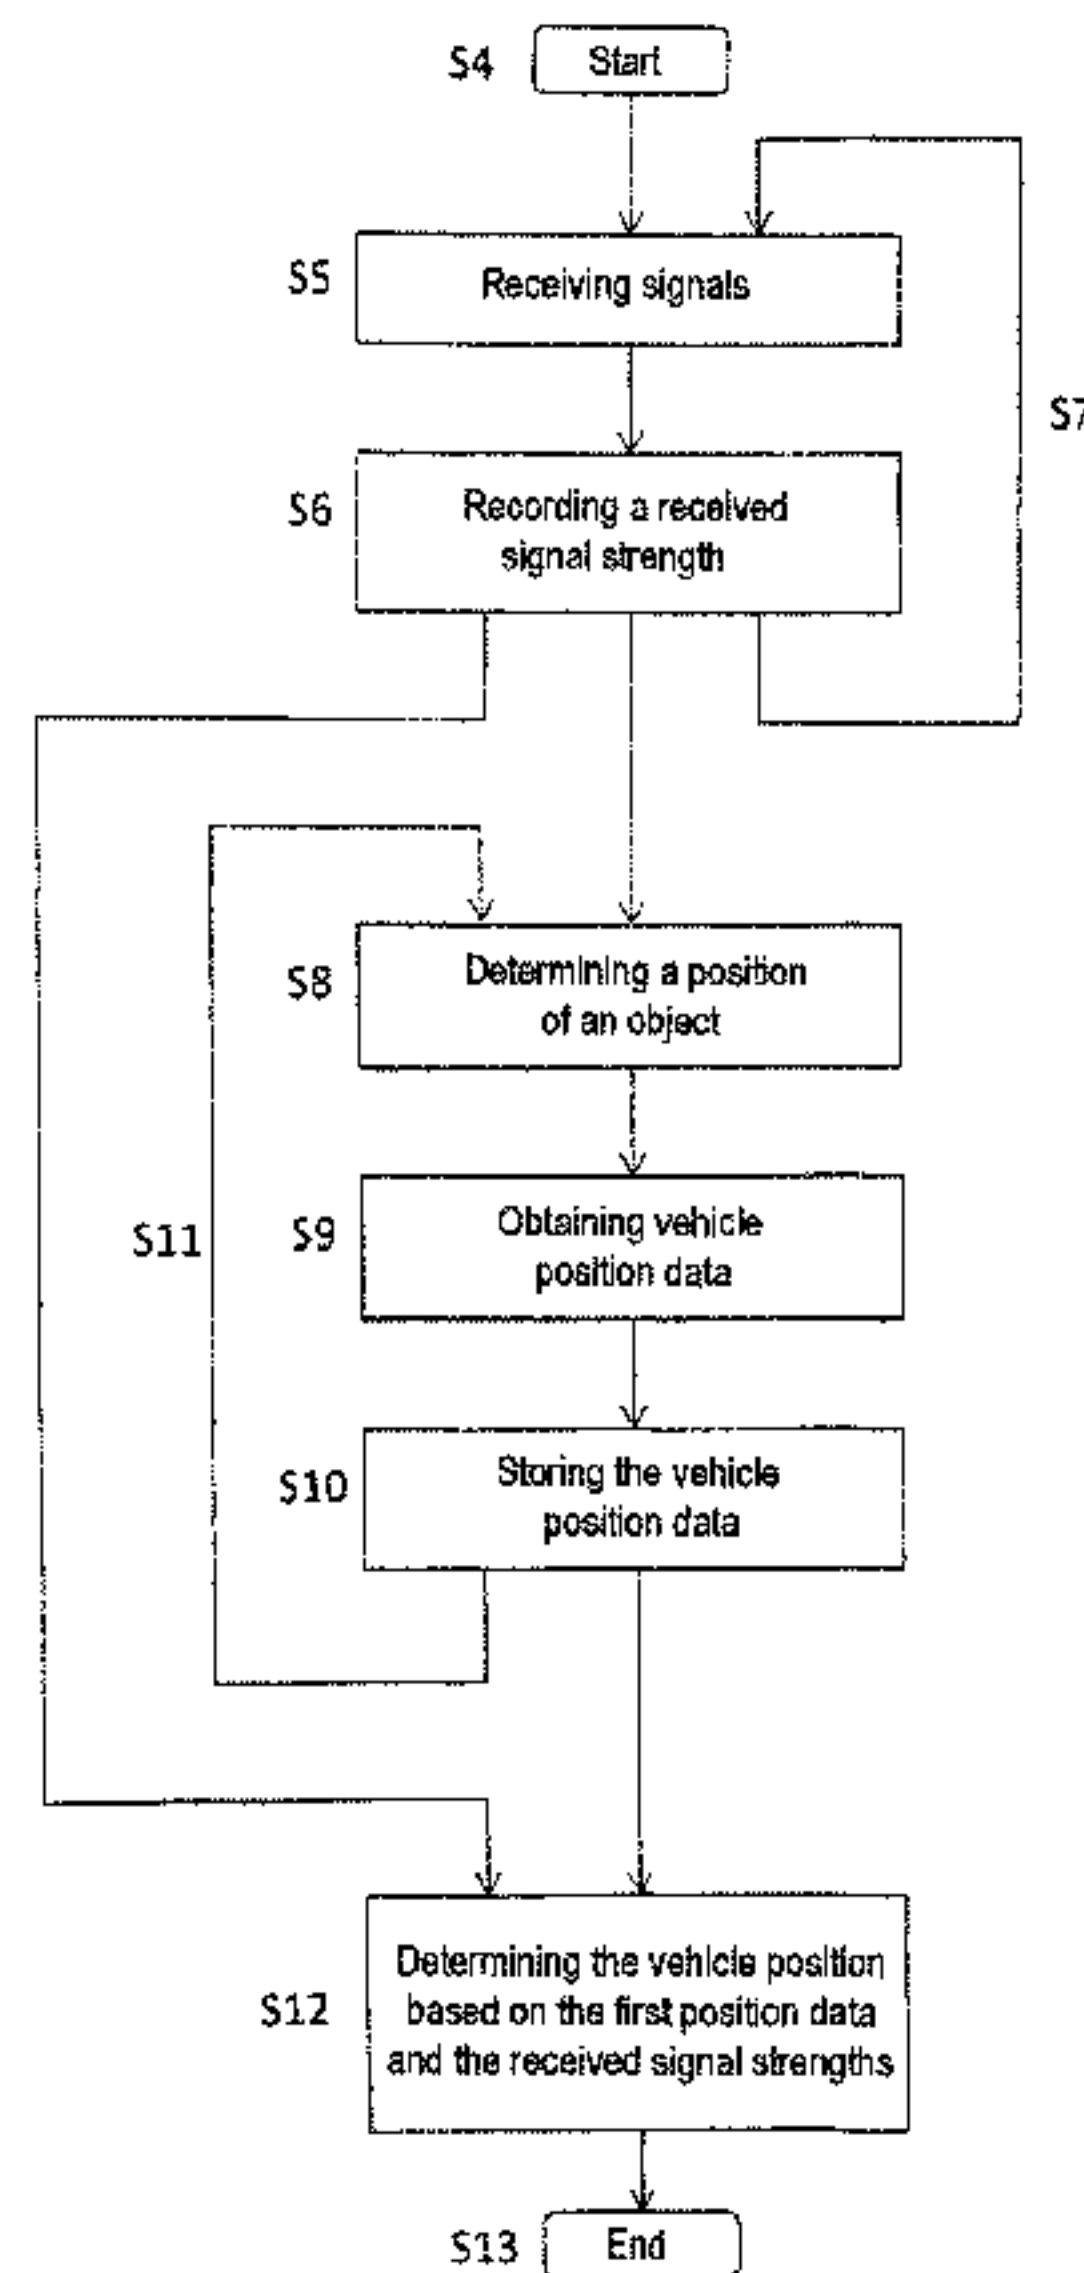 S4
Start
S5
Receiving signals
S7
S6
Recording a received
signal strength
S8
Determining a position
of an object
S11
S9
Obtaining vehicle
position data
S10
Storing the vehicle
position data
S12
Determining the vehicle position
based on the first position data
and the received signal strengths
S13
End